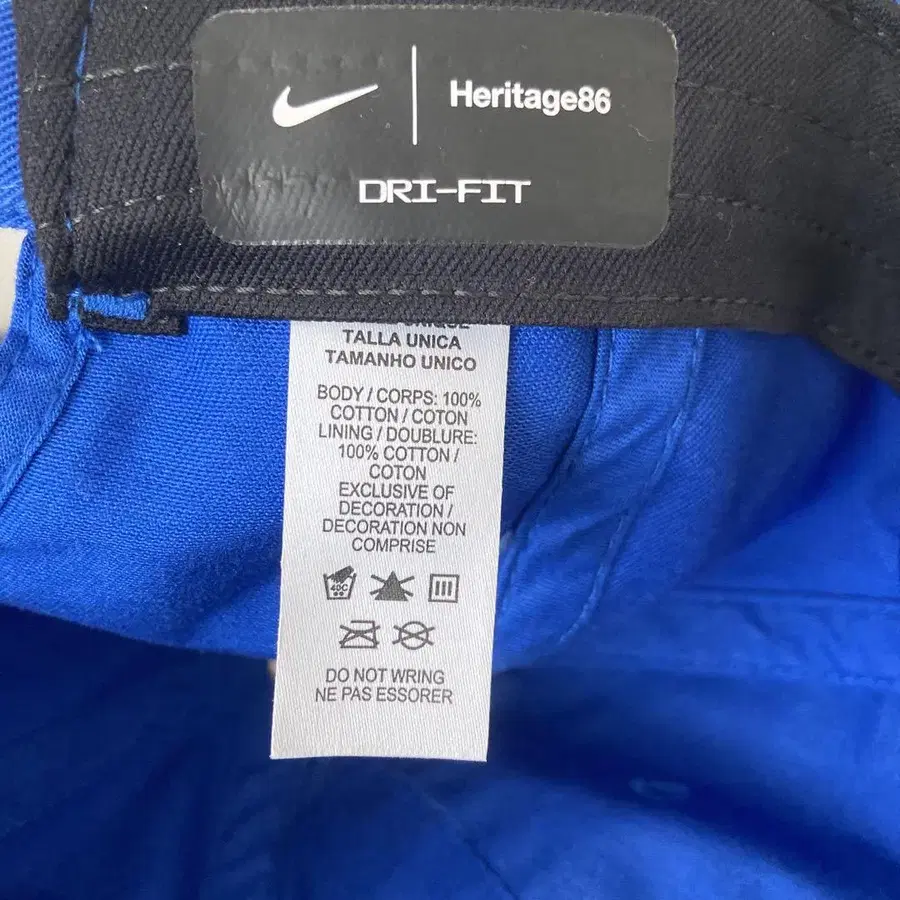 Heritage86
DRI-FIT
TALLA UNICA
TAMANHO UNICO
BODY / CORPS: 100%
COTTON / COTON
LINING / DOUBLURE:
100% COTTON /
COTON
EXCLUSIVE OF
DECORATION /
DECORATION NON
COMPRISE
40C
DO NOT WRING
NE PAS ESSORER